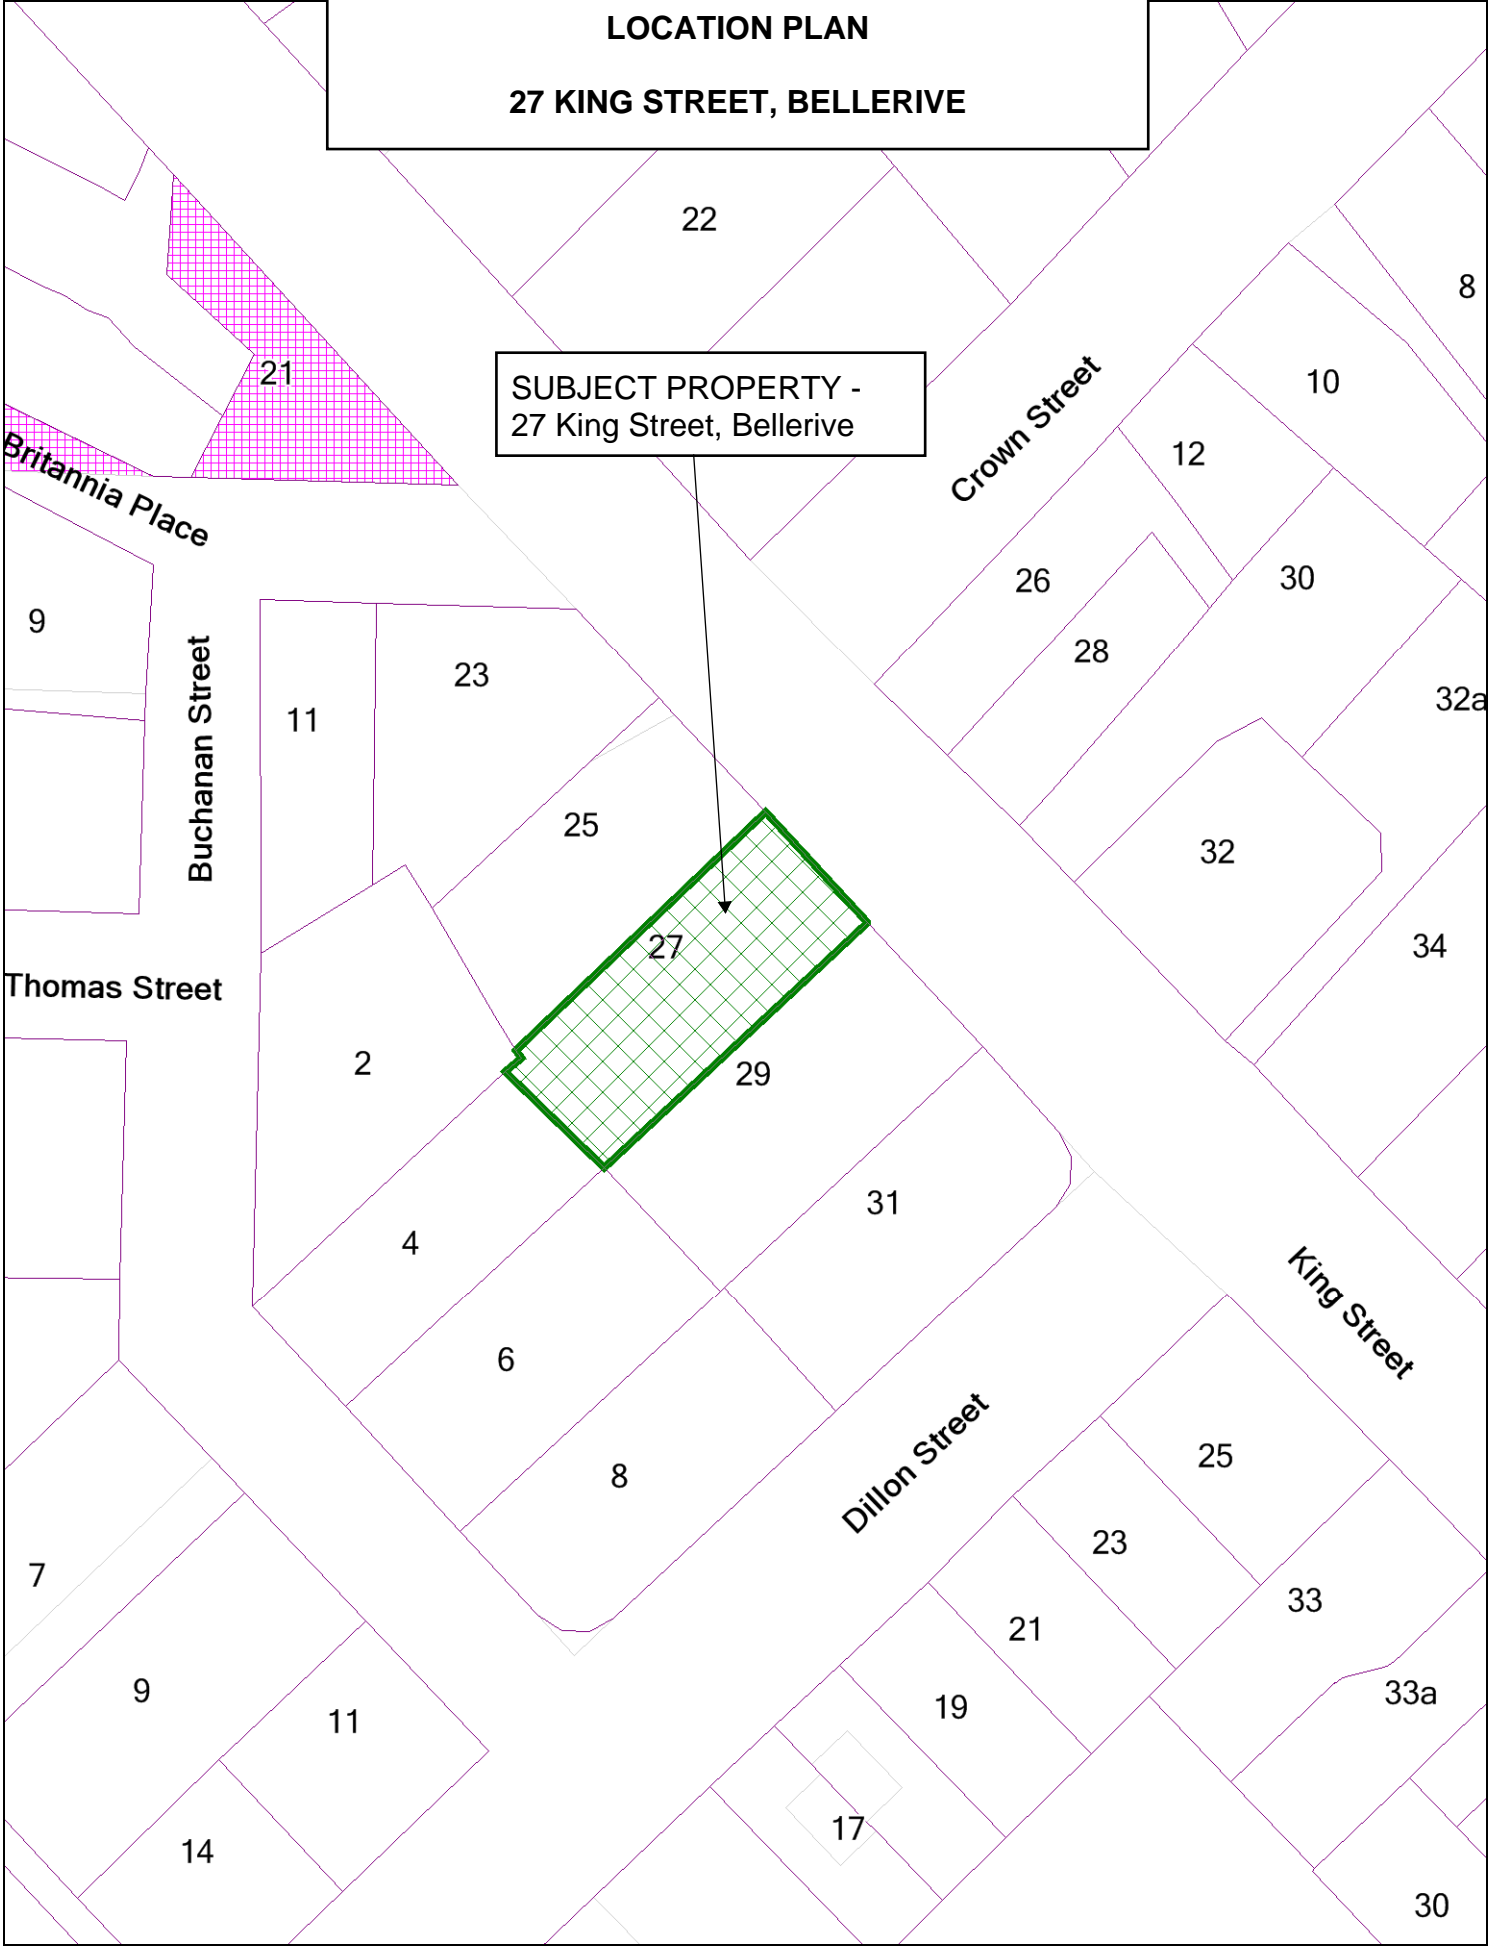 LOCATION PLAN
27 KING STREET, BELLERIVE
22
8
21
SUBJECT PROPERTY -
27 King Street, Bellerive
Crown Street
10
12
Britannia Place
26
30
9
28
Buchanan Street
11
23
32a
25
32
27
34
Thomas Street
2
29
31
4
King Street
6
8
Dillon Street
25
23
7
33
21
9
19
33a
11
17
14
30